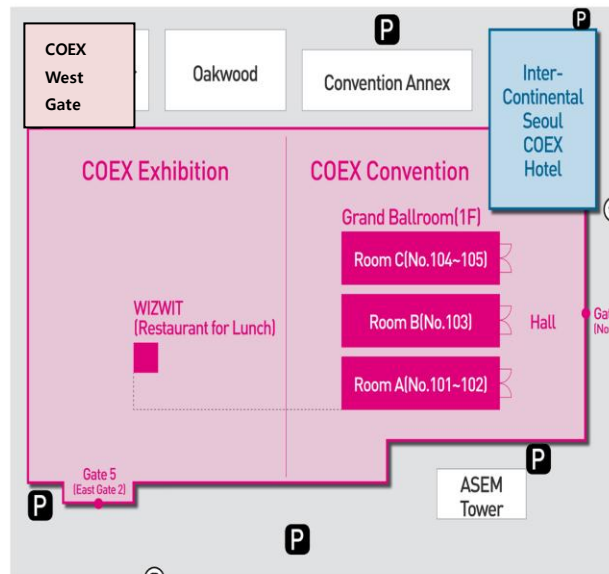 P
P
COEX
West
Gate
Oakwood
Convention Annex
Inter-
Continental
Seoul
COEX
Hotel
COEX Exhibition
COEX Convention
Grand Ballroom(1F)
Room C(No.104~105)
WIZWIT
(Restaurant for Lunch)
Room B(No.103)
Hall
Room A(No.101~102)
Gate 5
(East Gate 2)
P
P
ASEM
Tower
P